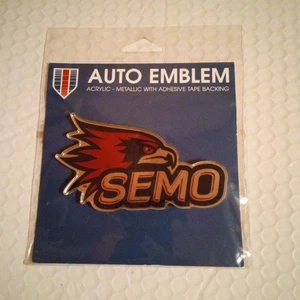 AUTO EMBLEM
ACRYLIC - METALLIC WITH ADHESIVE TAPE BACKING
SEMO